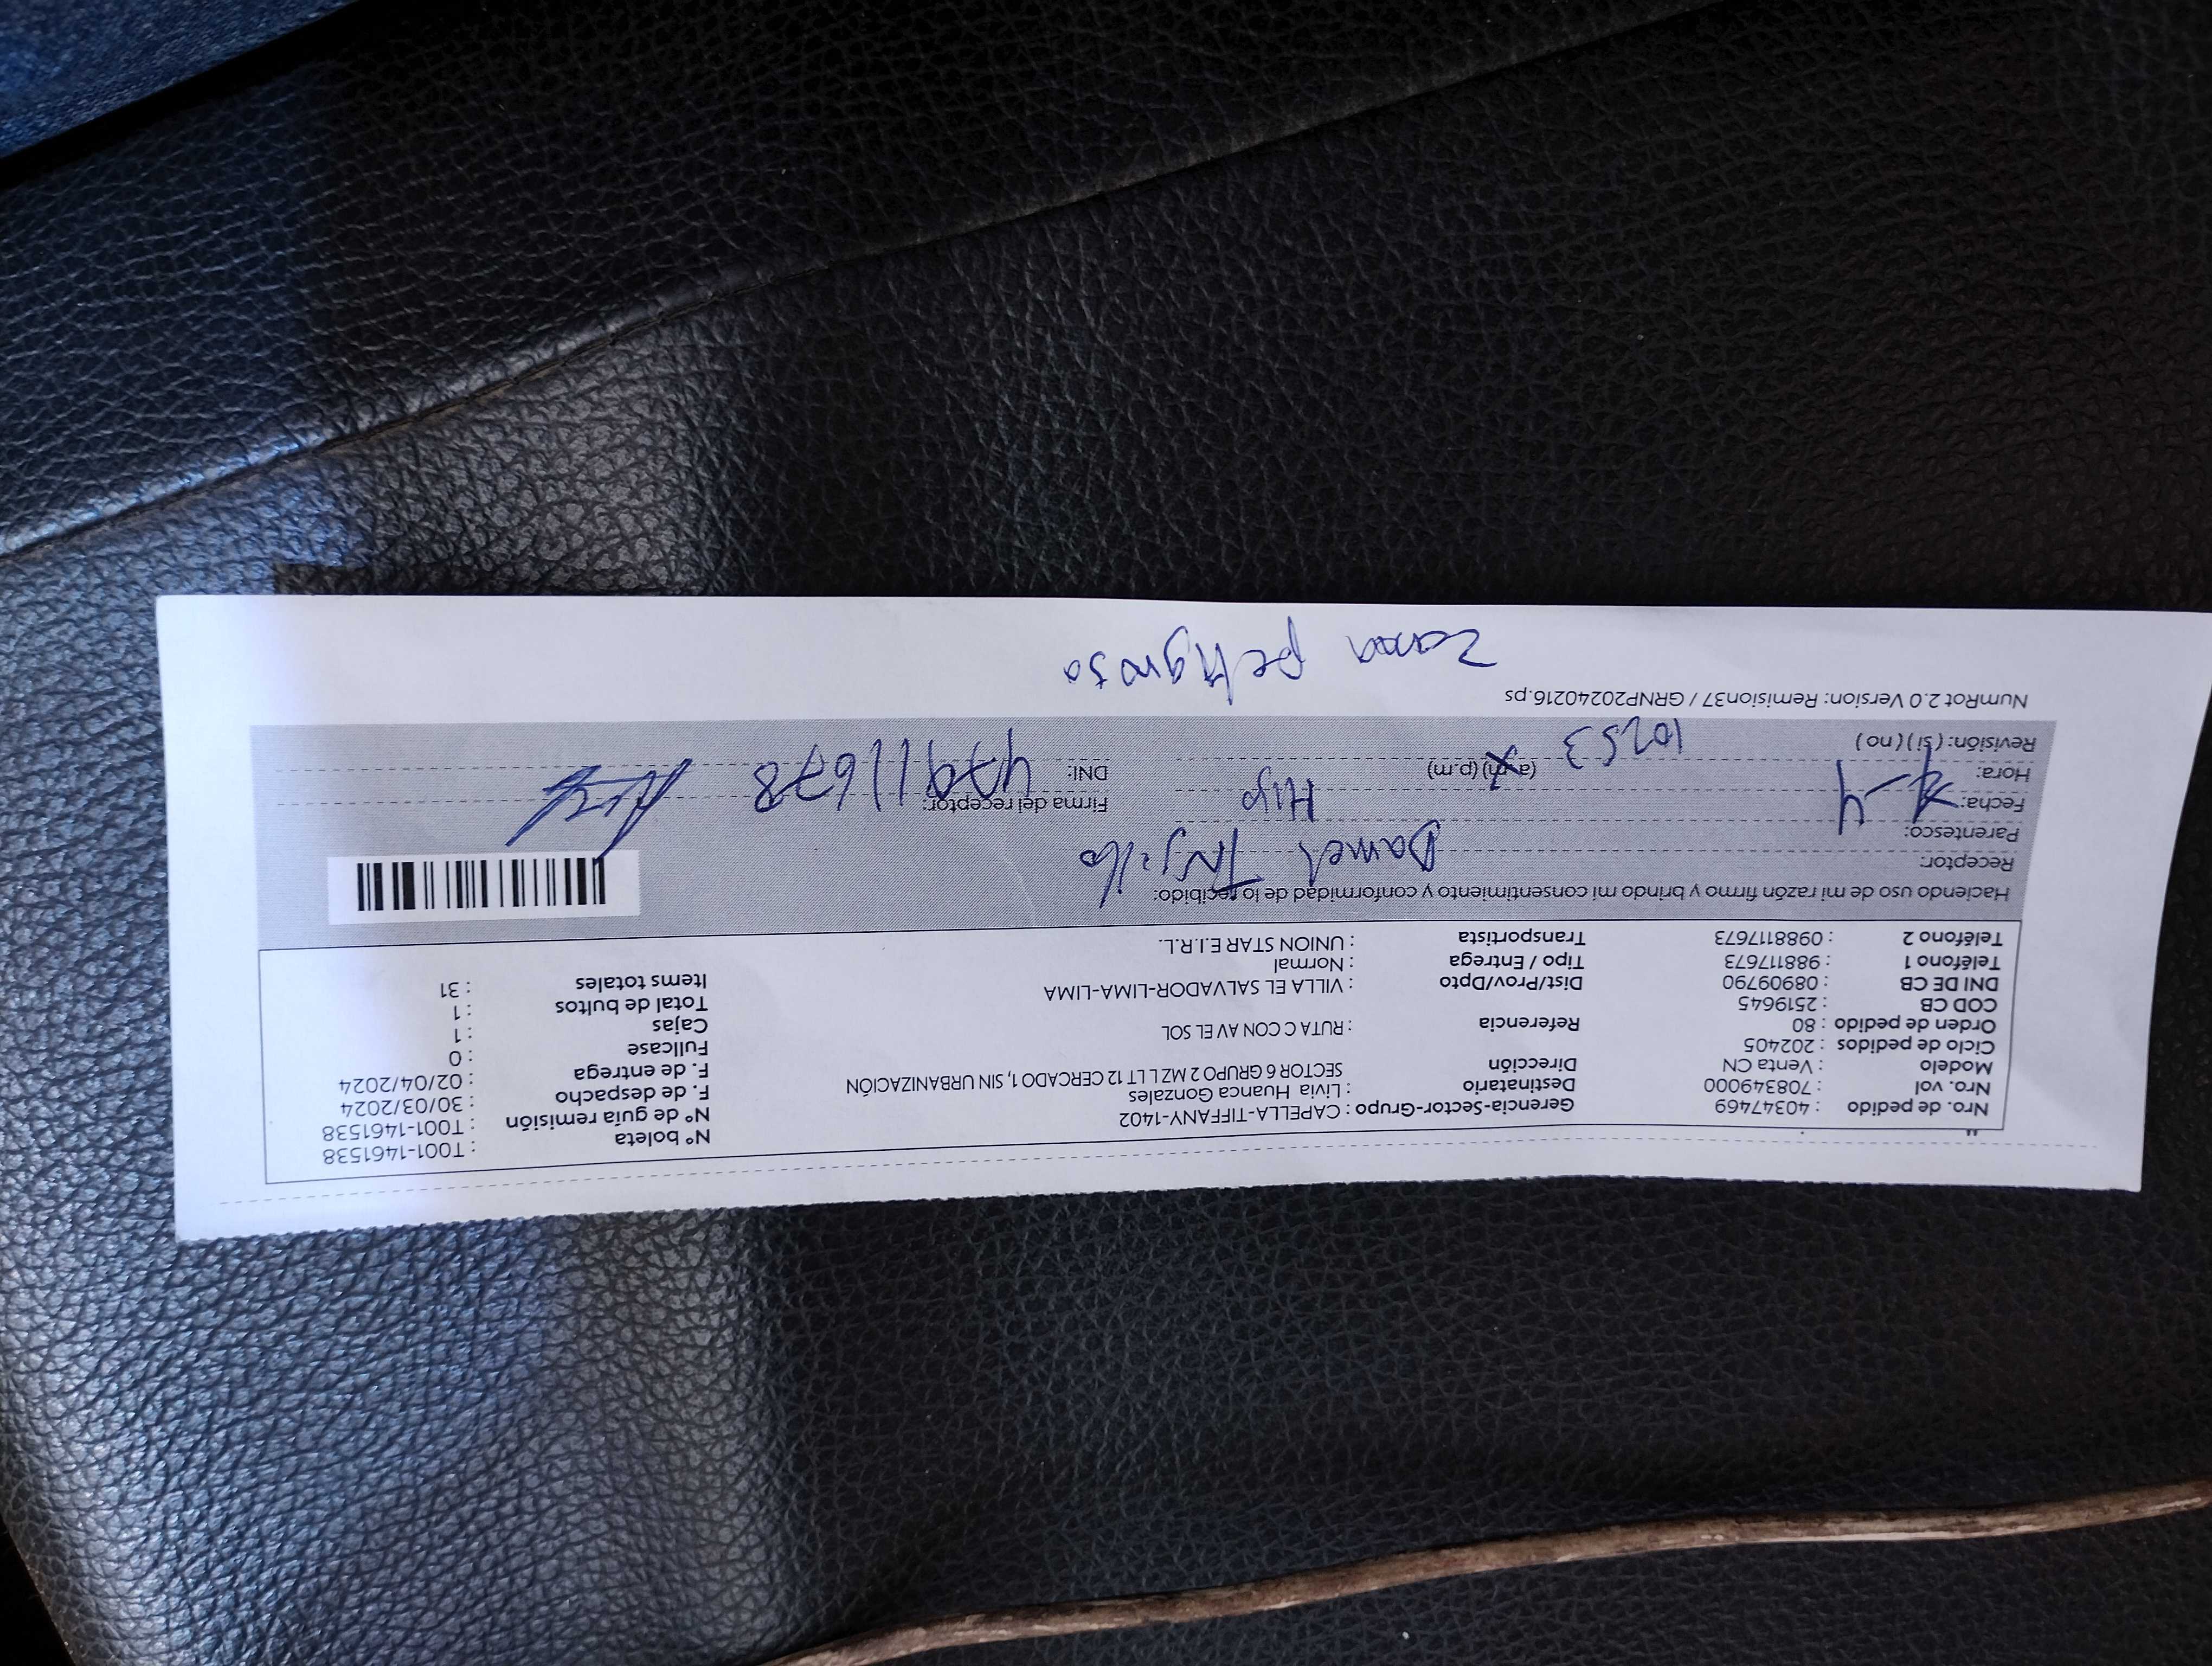 Nro. de pedido : 40347469 Gerencia-Sector-Grupo : CAPELLA-TIFFANY-1402 N° boleta : T001-1461538
Nro. vol : 708349000 Destinatario : Livia Huanca Gonzales N° de guía remisión : T001-1461538
Modelo : Venta CN Dirección SECTOR 6 GRUPO 2 MZ L LT 12 CERCADO 1, SIN URBANIZACIÓN F. de despacho : 30/03/2024
Ciclo de pedidos : 202405 F. de entrega : 02/04/2024
Orden de pedido : 80 Referencia : RUTA C CON AV EL SOL Fullcase : 0
COD CB : 2519645 Cajas : 1
DNI DE CB : 08909790 Dist/Prov/Dpto : VILLA EL SALVADOR-LIMA-LIMA Total de bultos : 1
Teléfono 1 : 988117673 Tipo / Entrega : Normal Items totales : 31
Teléfono 2 : 0988117673 Transportista : UNION STAR E.I.R.L.
Haciendo uso de mi razón firmo y brindo mi consentimiento y conformidad de lo recibido:
Receptor: Daniel Trujillo
Parentesco: Hijo
Fecha: Firma del receptor:
Hora: 10:53 (a.m) (p.m) DNI: 47911678
Revisión: (si) (no)
NumRot 2.0 Version: Remision37 / GRNP20240216.ps
Zona peligrosa